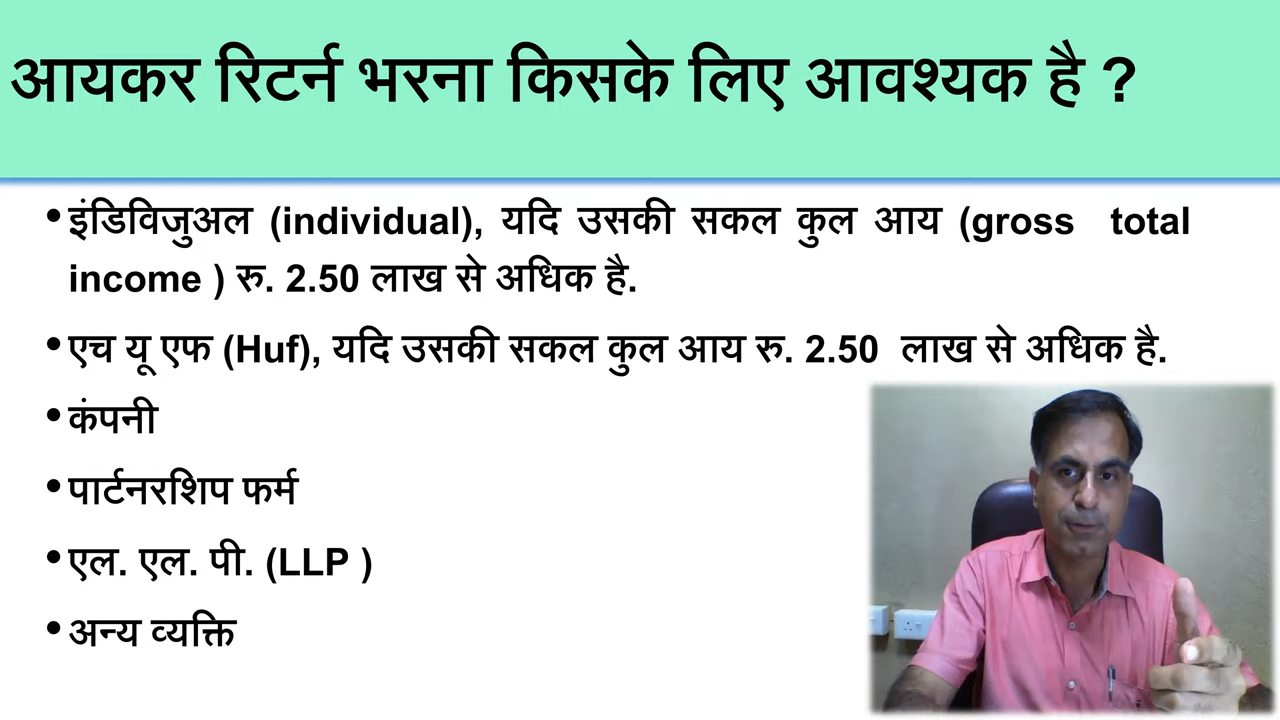 आयकर रिटर्न भरना किसके लिए आवश्यक है ?
•इंडिविजुअल (individual), यदि उसकी सकल कुल आय (gross total
income ) रु. 2.50 लाख से अधिक है.
•एच यू एफ (Huf), यदि उसकी सकल कुल आय रु. 2.50 लाख से अधिक है.
•कंपनी
•पार्टनरशिप फर्म
•एल. एल. पी. (LLP )
•अन्य व्यक्ति